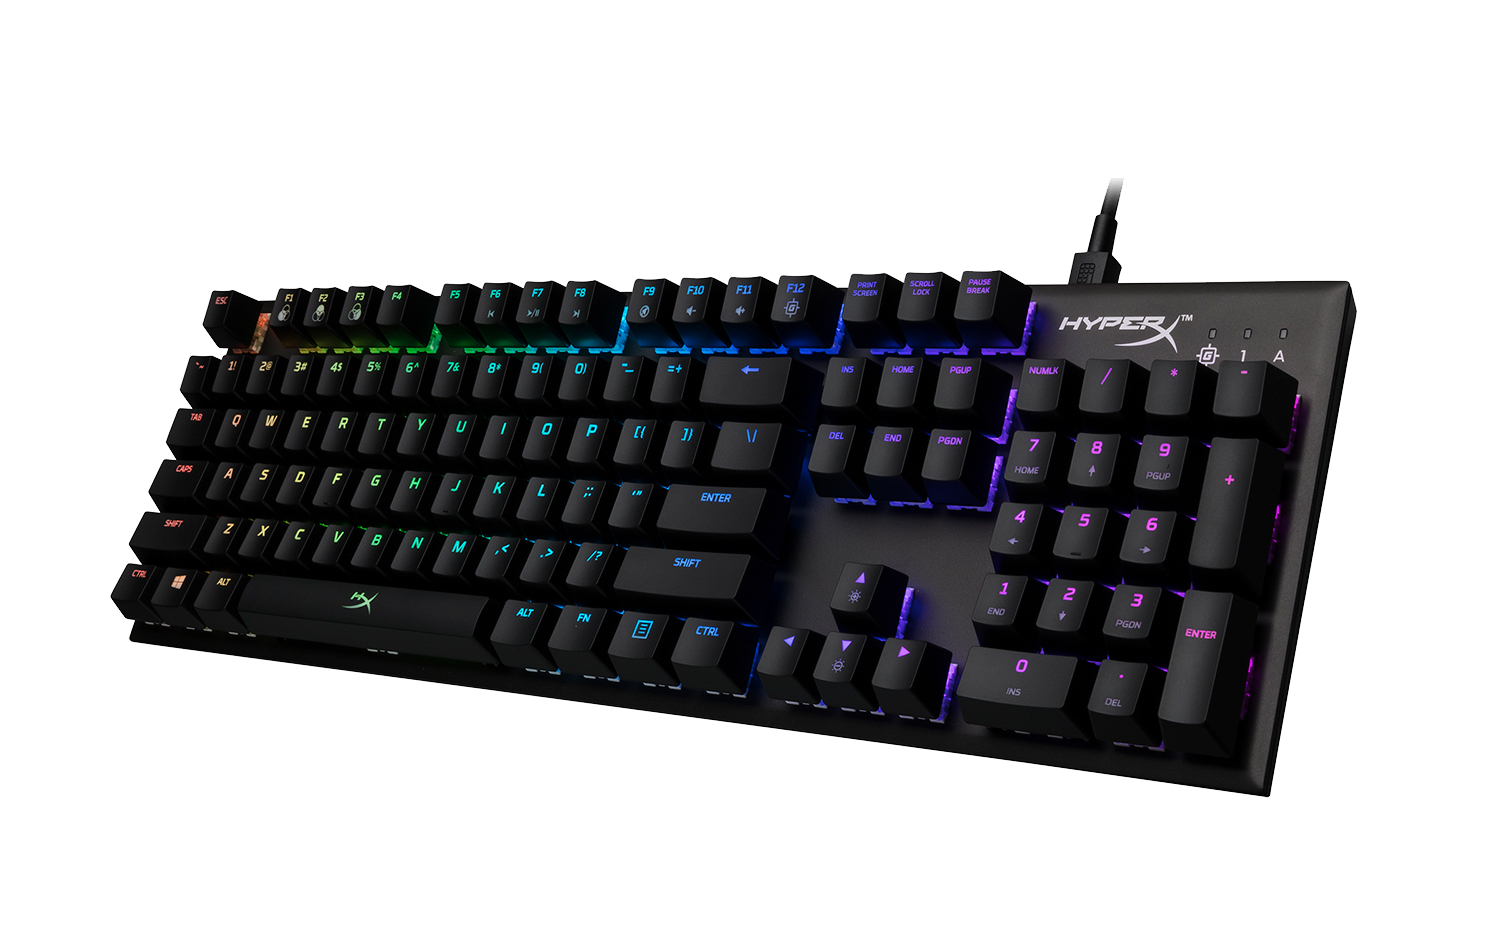 ESC F1 F2 F3 F4 F5 F6 F7 F8 F9 F10 F11 F12 PRINT SCREEN SCROLL LOCK PAUSE BREAK
HYPERX™
G 1 A
`~ 1! 2@ 3# 4$ 5% 6^ 7& 8* 9( 0) -_ =+ ← INS HOME PGUP NUMLK / * -
TAB Q W E R T Y U I O P [{ ]} \| DEL END PGDN 7 HOME 8 9 PGUP +
CAPS A S D F G H J K L ;: '" ENTER 4 5 6
SHIFT Z X C V B N M ,< .> /? SHIFT 1 END 2 3 PGDN ENTER
CTRL ALT HX ALT FN CTRL 0 INS . DEL